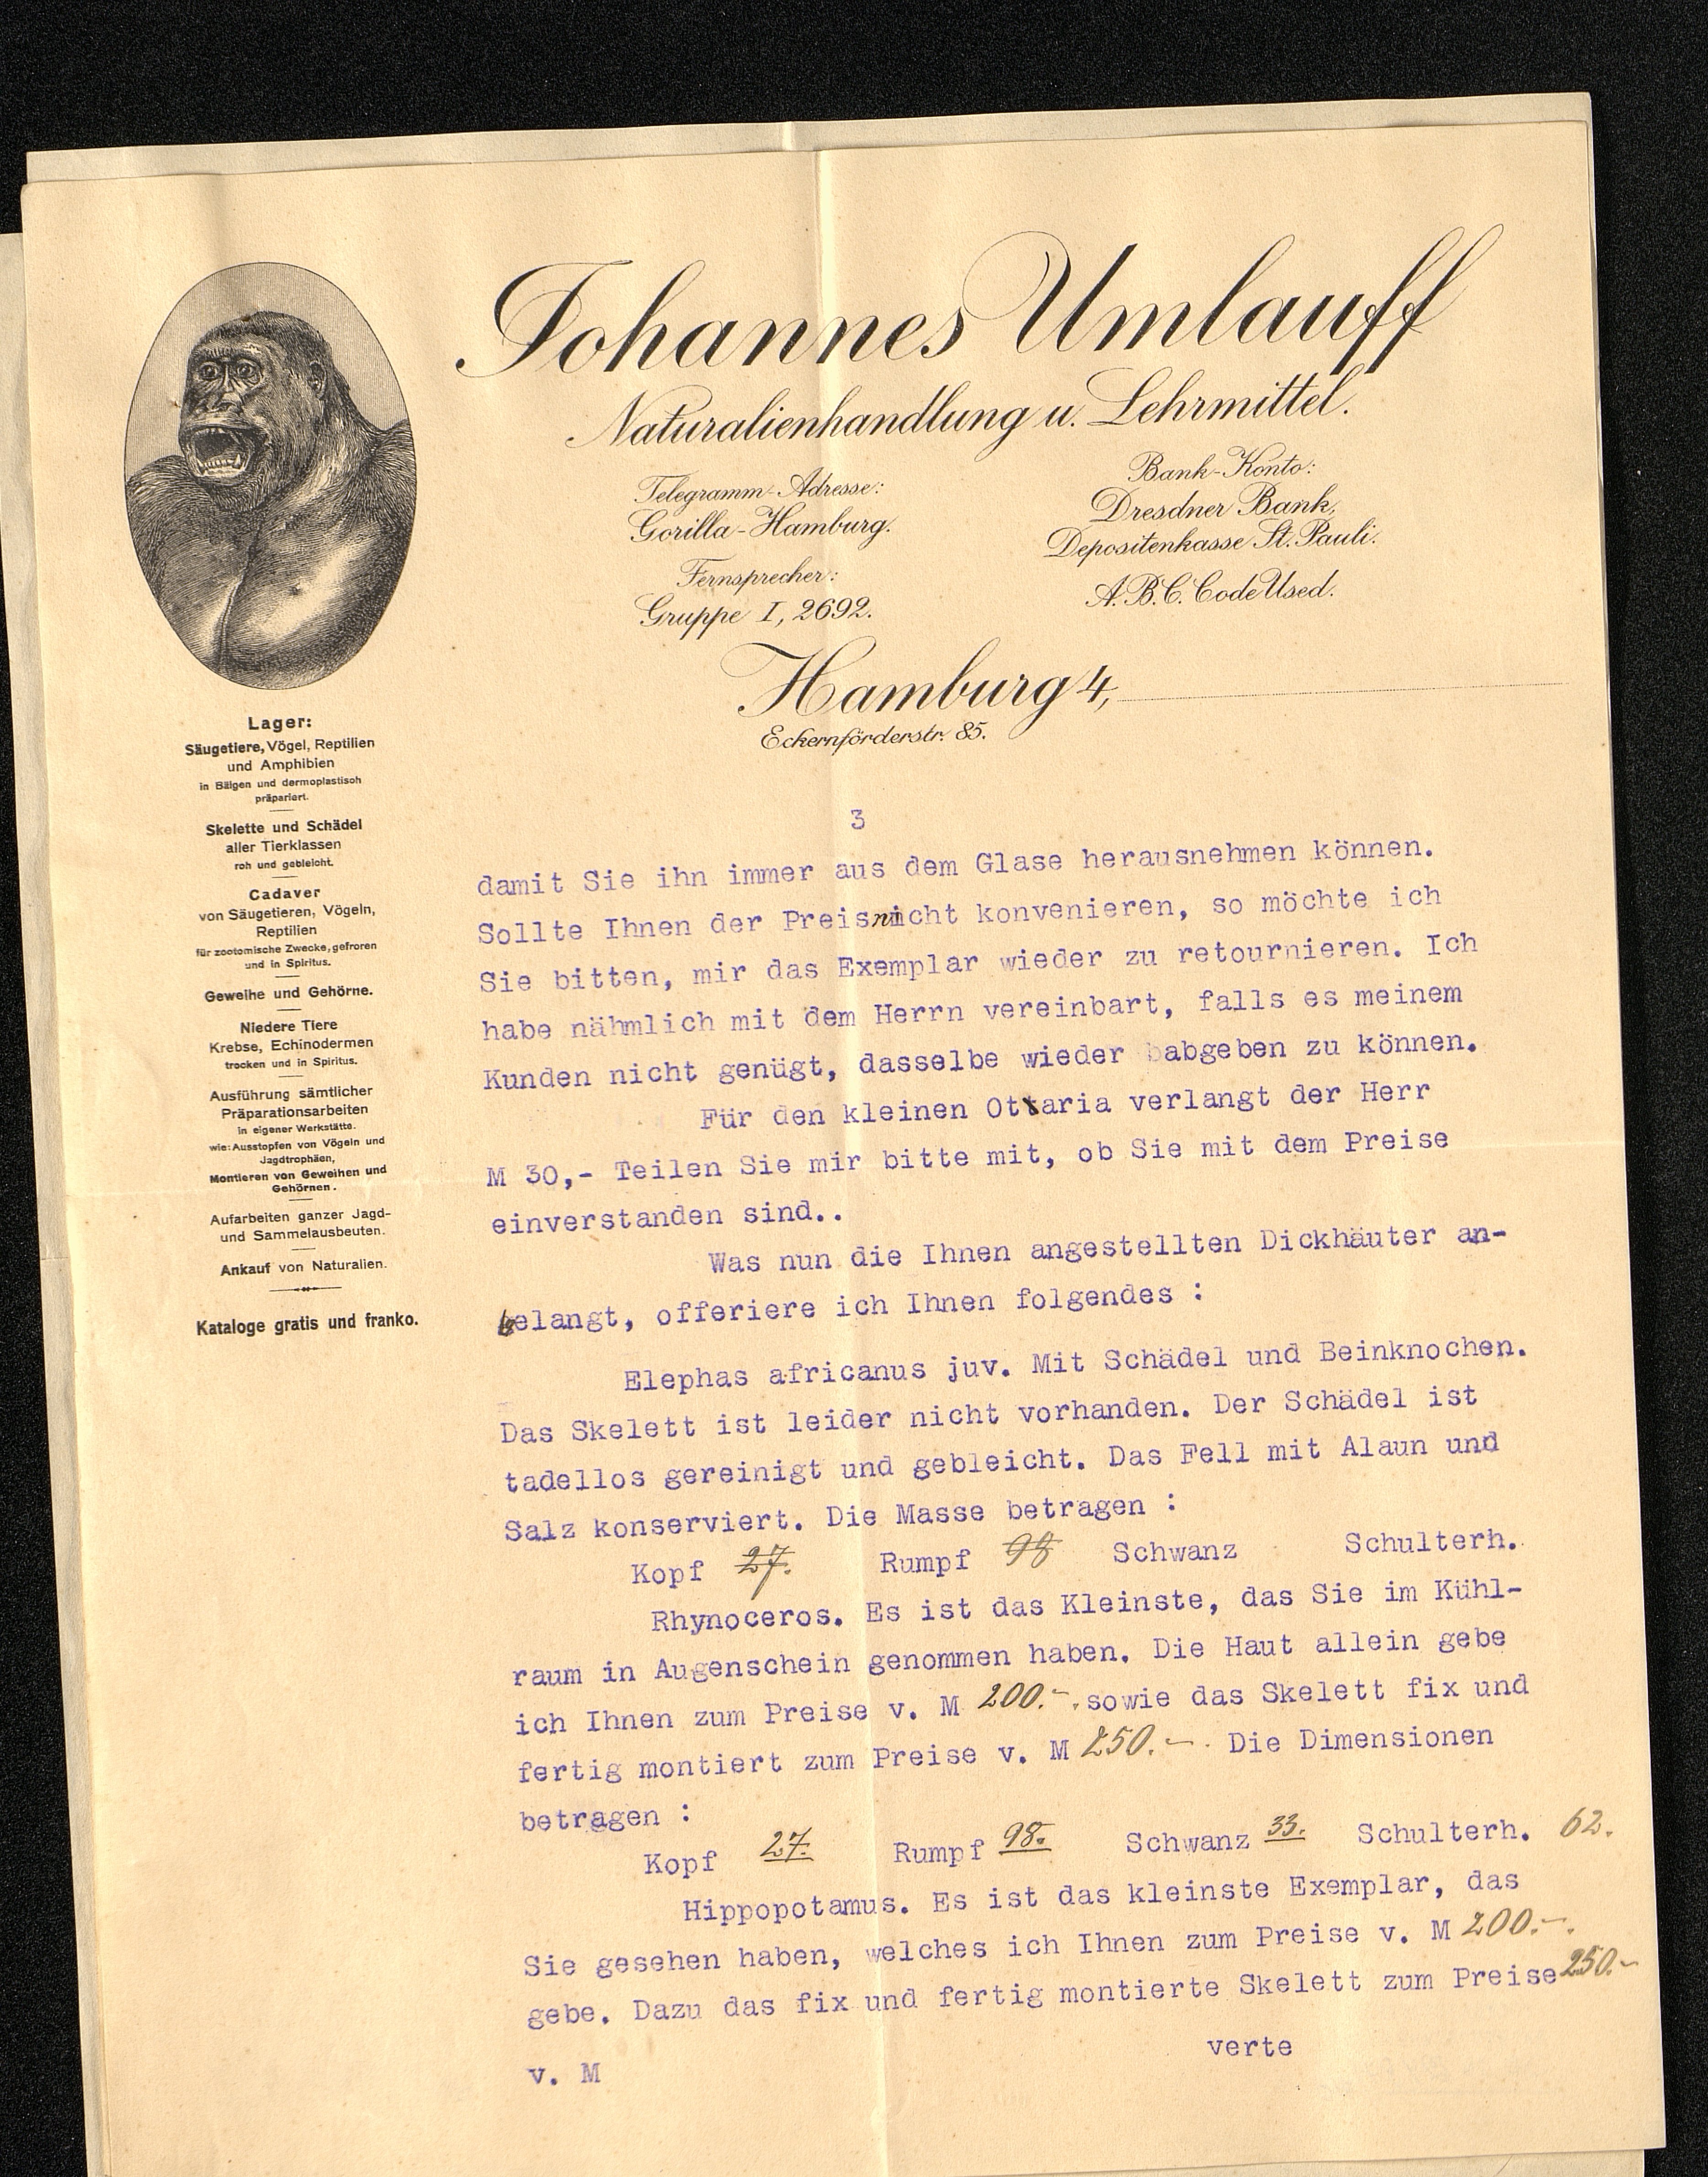 Johannes Umlauff
Naturalienhandlung u. Lehrmittel.
Telegramm-Adresse:
Gorilla-Hamburg.
Fernsprecher:
Gruppe I, 2692.
Bank-Konto:
Dresdner Bank,
Depositenkasse St. Pauli.
A.B.C. Code Used.
Hamburg 4,
Eckernförderstr. 85.
Lager:
Säugetiere, Vögel, Reptilien
und Amphibien
in Bälgen und dermoplastisch
präpariert.
Skelette und Schädel
aller Tierklassen
roh und gebleicht.
Cadaver
von Säugetieren, Vögeln,
Reptilien
für zootomische Zwecke, gefroren
und in Spiritus.
Geweihe und Gehörne.
Niedere Tiere
Krebse, Echinodermen
trocken und in Spiritus.
Ausführung sämtlicher
Präparationsarbeiten
in eigener Werkstätte.
wie: Ausstopfen von Vögeln und
Jagdtrophäen,
Montieren von Geweihen und
Gehörnen.
Aufarbeiten ganzer Jagd-
und Sammelausbeuten.
Ankauf von Naturalien.
Kataloge gratis und franko.
3
damit Sie ihn immer aus dem Glase herausnehmen können.
Sollte Ihnen der Preis nicht konvenieren, so möchte ich
Sie bitten, mir das Exemplar wieder zu retournieren. Ich
habe nähmlich mit dem Herrn vereinbart, falls es meinem
Kunden nicht genügt, dasselbe wieder babgeben zu können.
Für den kleinen Ottaria verlangt der Herr
M 30,- Teilen Sie mir bitte mit, ob Sie mit dem Preise
einverstanden sind..
Was nun die Ihnen angestellten Dickhäuter an-
belangt, offeriere ich Ihnen folgendes :
Elephas africanus juv. Mit Schädel und Beinknochen.
Das Skelett ist leider nicht vorhanden. Der Schädel ist
tadellos gereinigt und gebleicht. Das Fell mit Alaun und
Salz konserviert. Die Masse betragen :
Kopf 27. Rumpf 98 Schwanz Schulterh.
Rhynoceros. Es ist das Kleinste, das Sie im Kühl-
raum in Augenschein genommen haben. Die Haut allein gebe
ich Ihnen zum Preise v. M 200.- sowie das Skelett fix und
fertig montiert zum Preise v. M 250.- . Die Dimensionen
betragen :
Kopf 27. Rumpf 98. Schwanz 33. Schulterh. 62.
Hippopotamus. Es ist das kleinste Exemplar, das
Sie gesehen haben, welches ich Ihnen zum Preise v. M 200.-.
gebe. Dazu das fix und fertig montierte Skelett zum Preise 250.-
v. M
verte